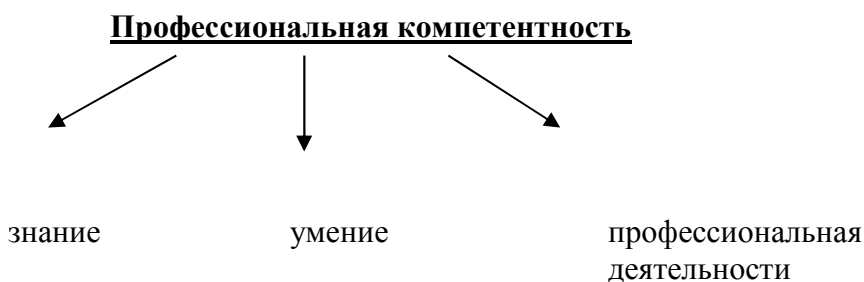 Профессиональная компетентность
знание умение профессиональная
деятельности